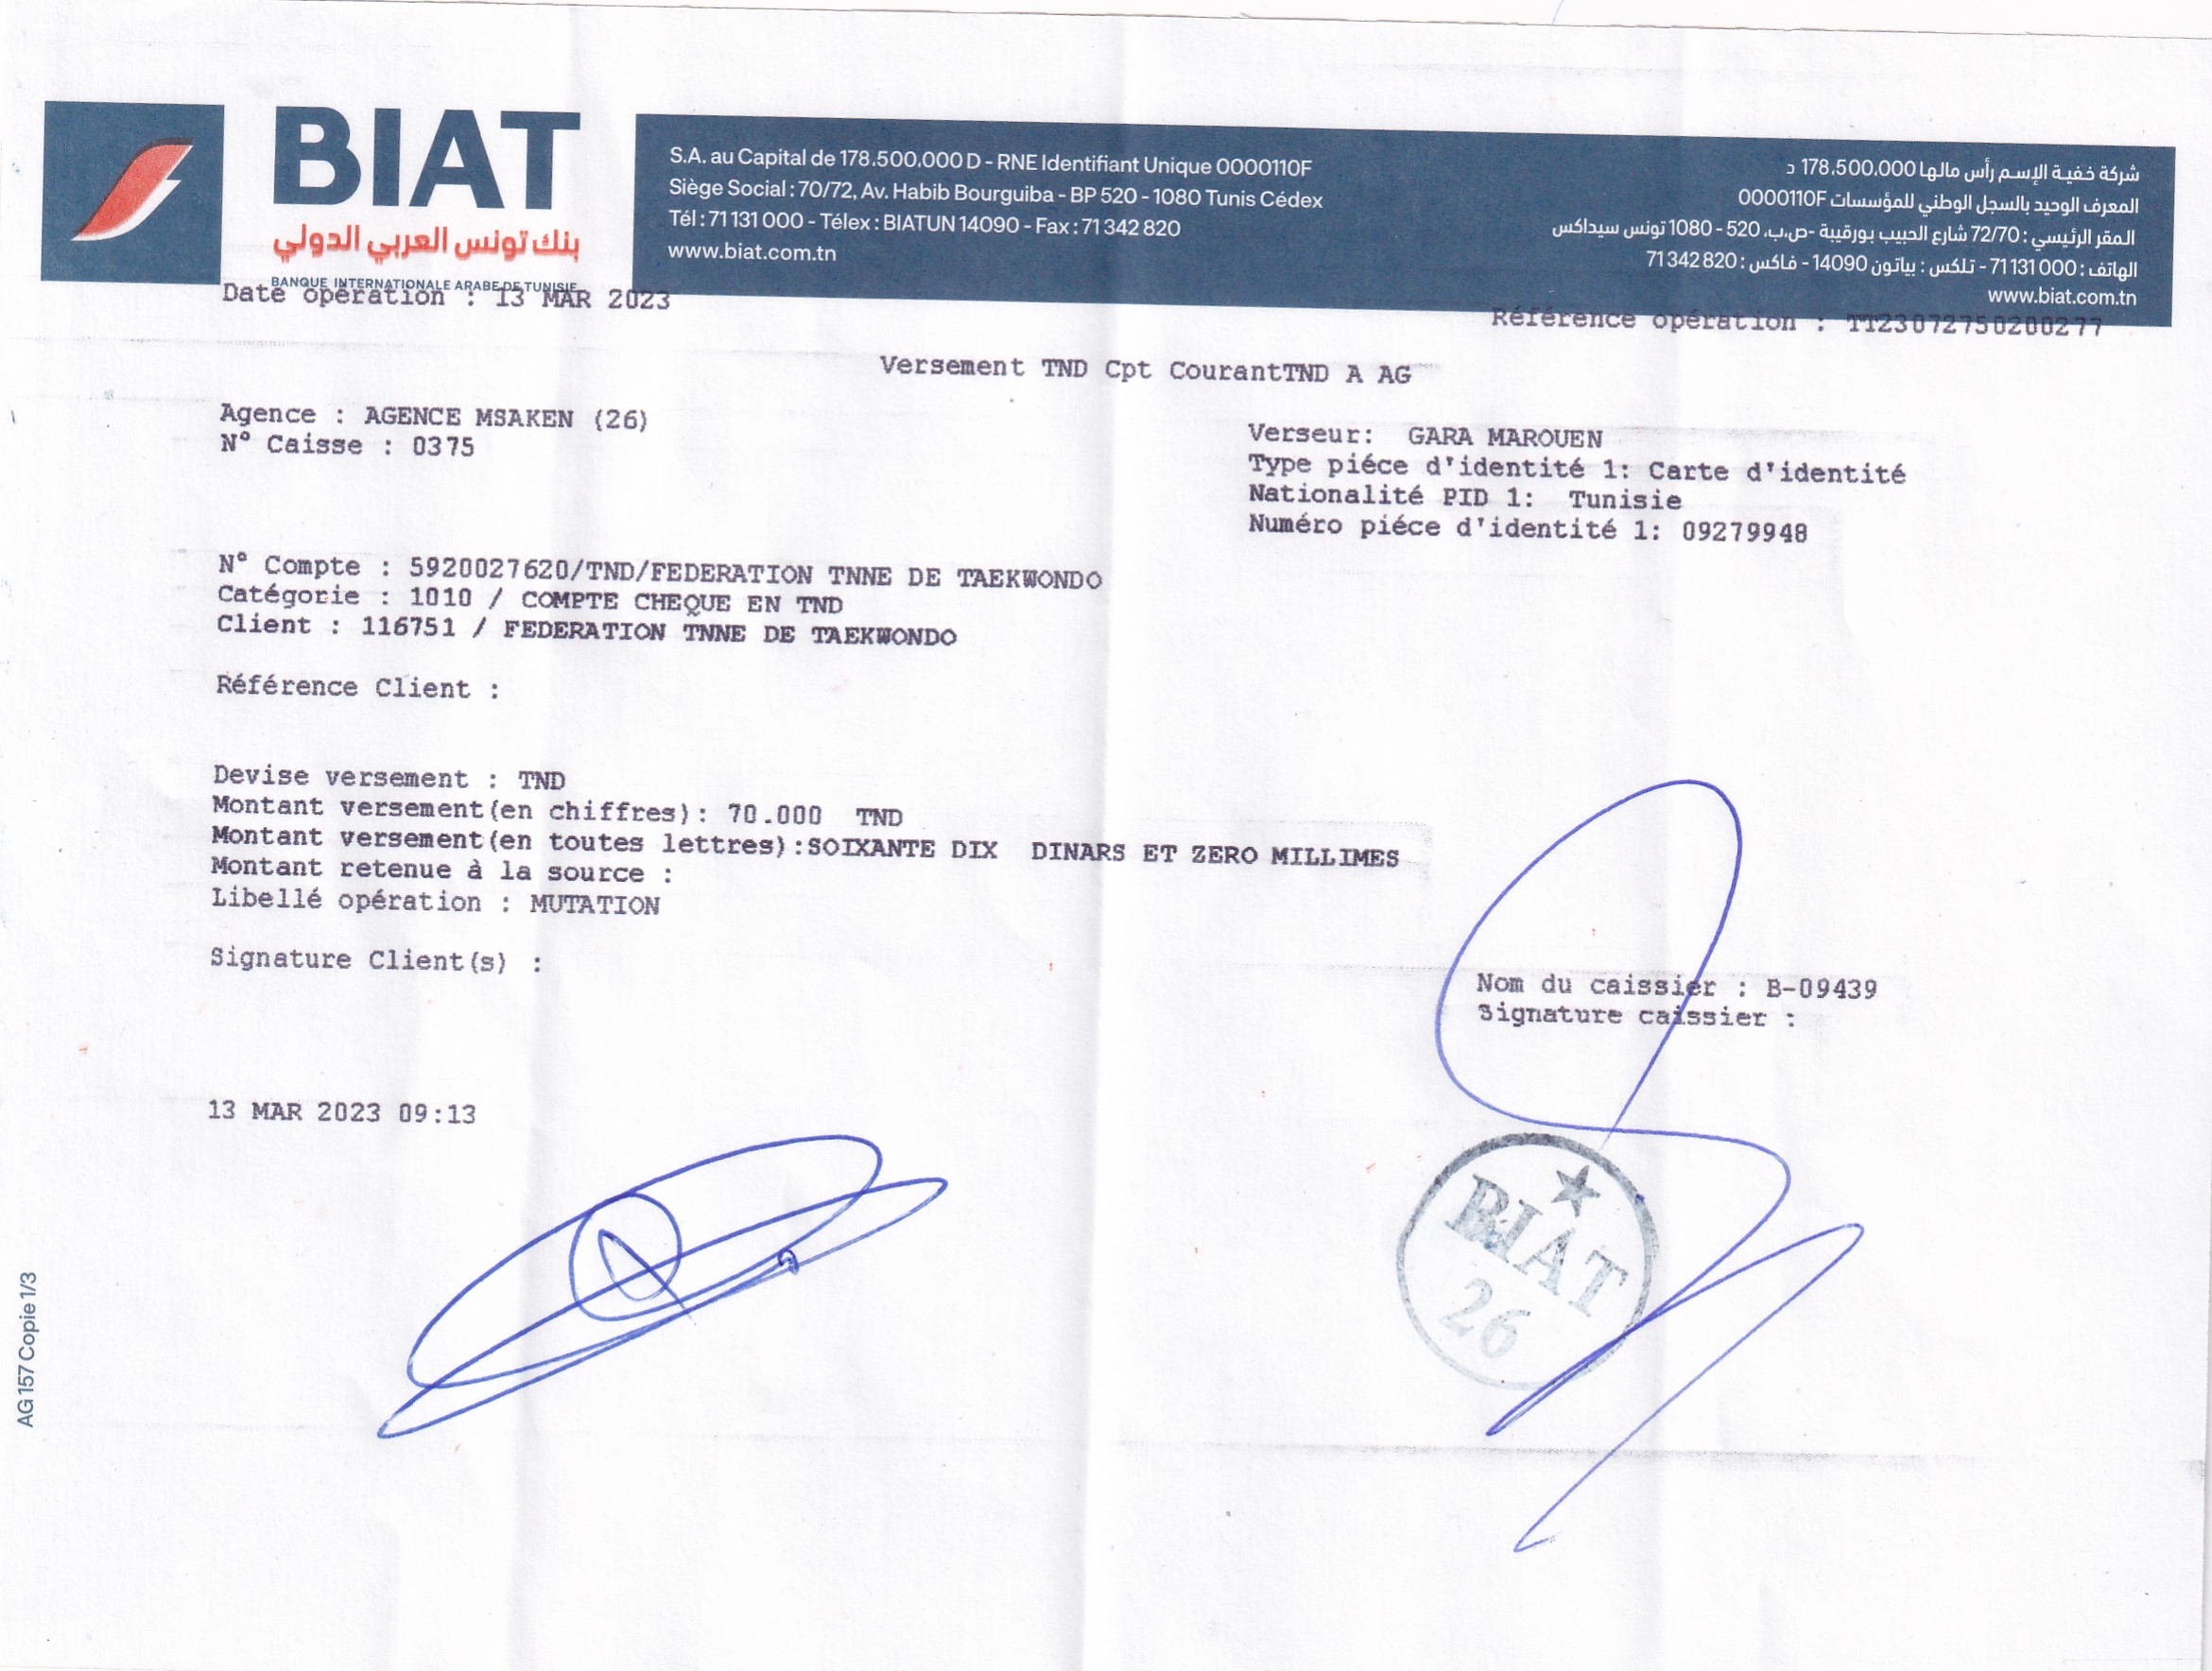 BIAT
بنك تونس العربي الدولي
BANQUE INTERNATIONALE ARABE DE TUNISIE
S.A. au Capital de 178.500.000 D - RNE Identifiant Unique 0000110F
Siège Social : 70/72, Av. Habib Bourguiba - BP 520 - 1080 Tunis Cédex
Tél : 71 131 000 - Télex : BIATUN 14090 - Fax : 71 342 820
www.biat.com.tn
شركة خفية الإسم رأس مالها 178.500.000 د
المعرف الوحيد بالسجل الوطني للمؤسسات 0000110F
المقر الرئيسي : 72/70 شارع الحبيب بورقيبة -ص.ب. 520 - 1080 تونس سيداكس
الهاتف : 71 131 000 - تلكس : بياتون 14090 - فاكس : 71 342 820
www.biat.com.tn
Date opération : 13 MAR 2023
Référence opération : TT23072750200277
Versement TND Cpt CourantTND A AG
Agence : AGENCE MSAKEN (26)
N° Caisse : 0375
Verseur: GARA MAROUEN
Type piéce d'identité 1: Carte d'identité
Nationalité PID 1: Tunisie
Numéro piéce d'identité 1: 09279948
N° Compte : 5920027620/TND/FEDERATION TNNE DE TAEKWONDO
Catégorie : 1010 / COMPTE CHEQUE EN TND
Client : 116751 / FEDERATION TNNE DE TAEKWONDO
Référence Client :
Devise versement : TND
Montant versement(en chiffres): 70.000 TND
Montant versement(en toutes lettres):SOIXANTE DIX DINARS ET ZERO MILLIMES
Montant retenue à la source :
Libellé opération : MUTATION
Signature Client(s) :
Nom du caissier : B-09439
Signature caissier :
13 MAR 2023 09:13
BIAT
26
AG 157 Copie 1/3